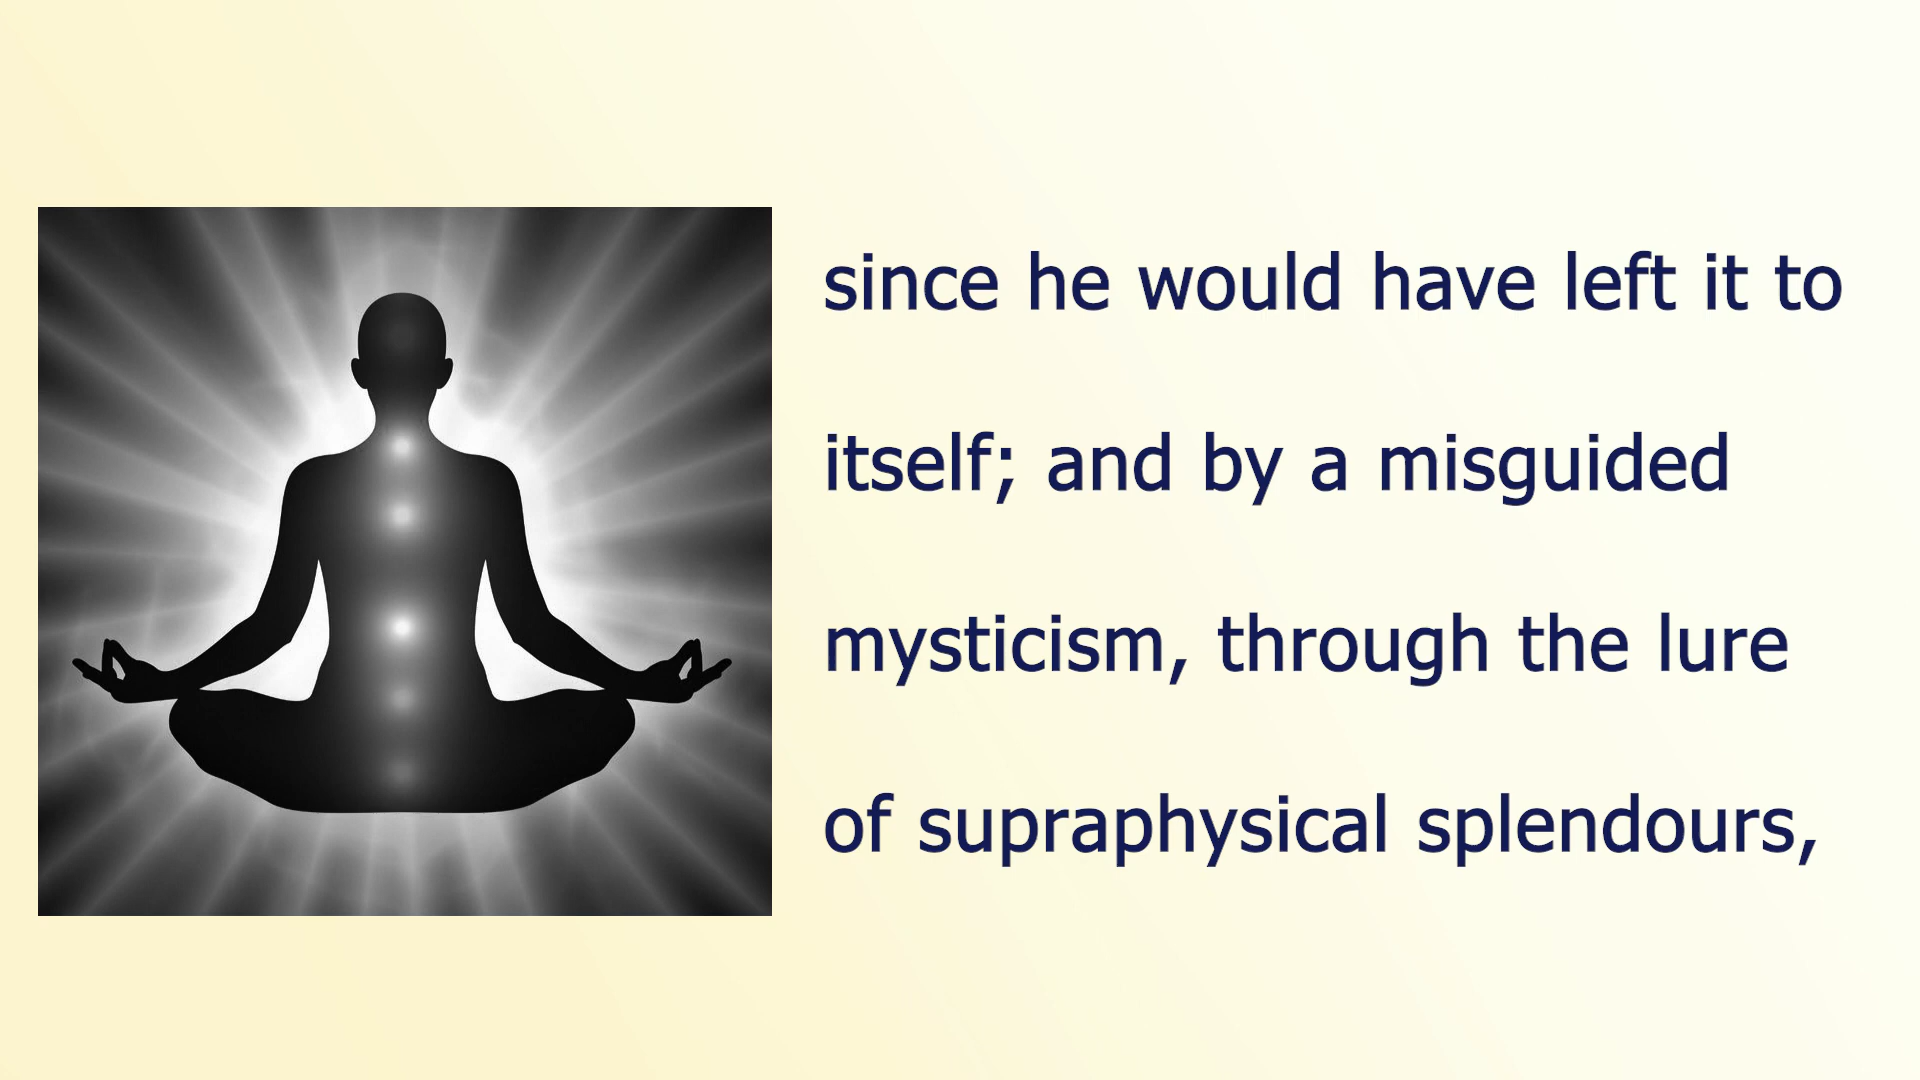 since he would have left it to
itself; and by a misguided
mysticism, through the lure
of supraphysical splendours,